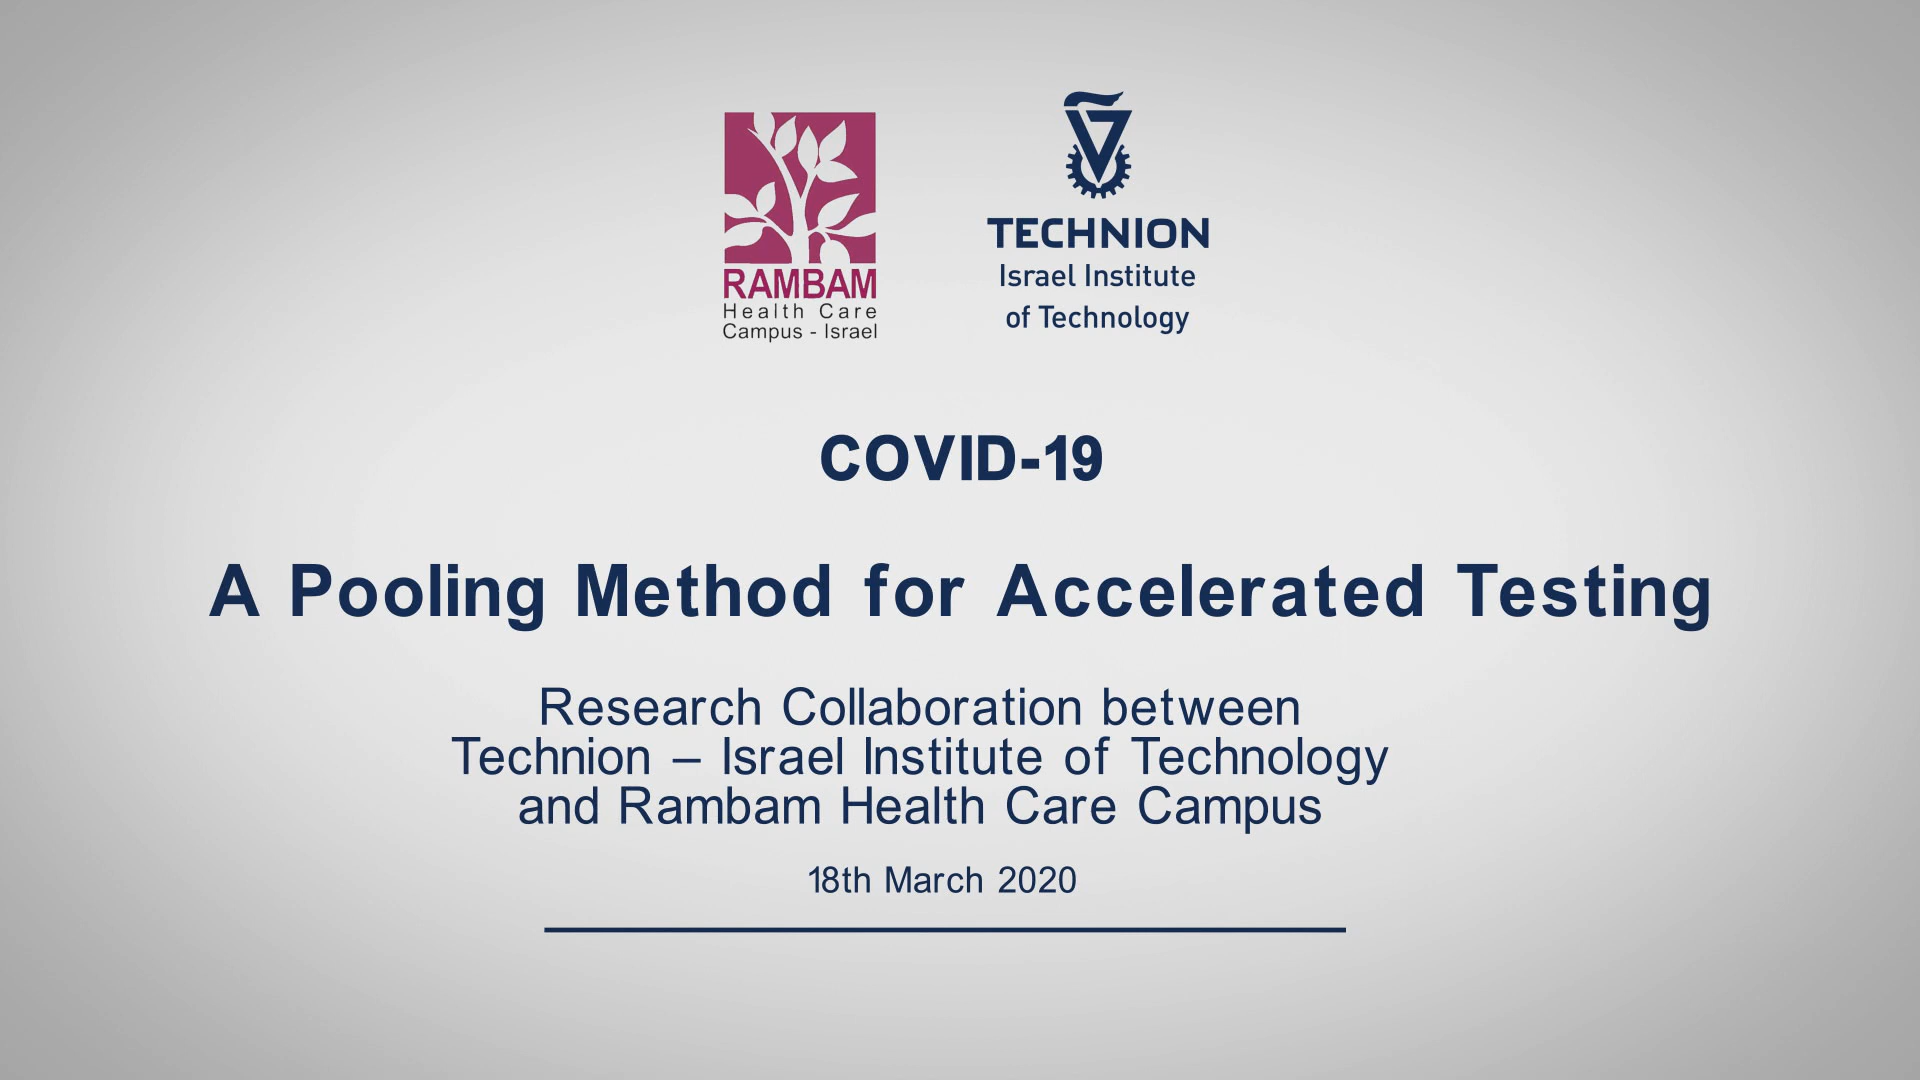 RAMBAM
Health Care
Campus - Israel
TECHNION
Israel Institute
of Technology
COVID-19
A Pooling Method for Accelerated Testing
Research Collaboration between
Technion – Israel Institute of Technology
and Rambam Health Care Campus
18th March 2020